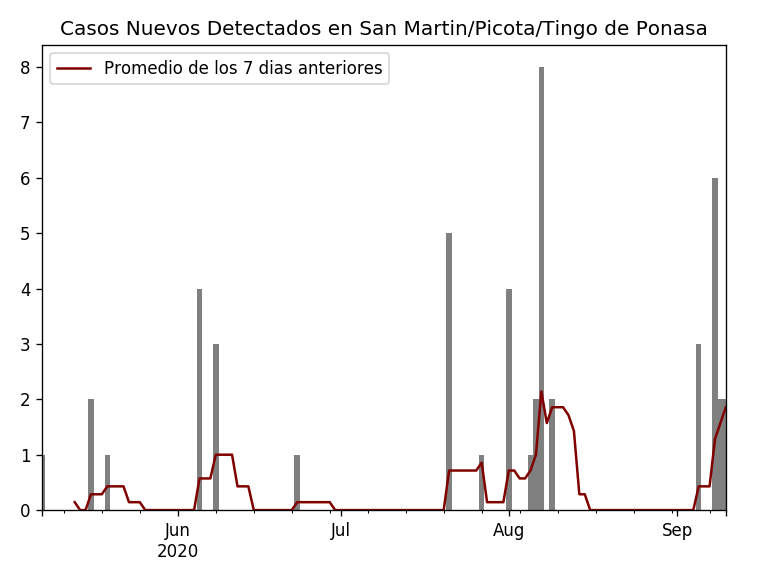 Casos Nuevos Detectados en San Martin/Picota/Tingo de Ponasa
Promedio de los 7 dias anteriores
8
7
6
5
4
3
2
1
0
Jun
2020
Jul
Aug
Sep